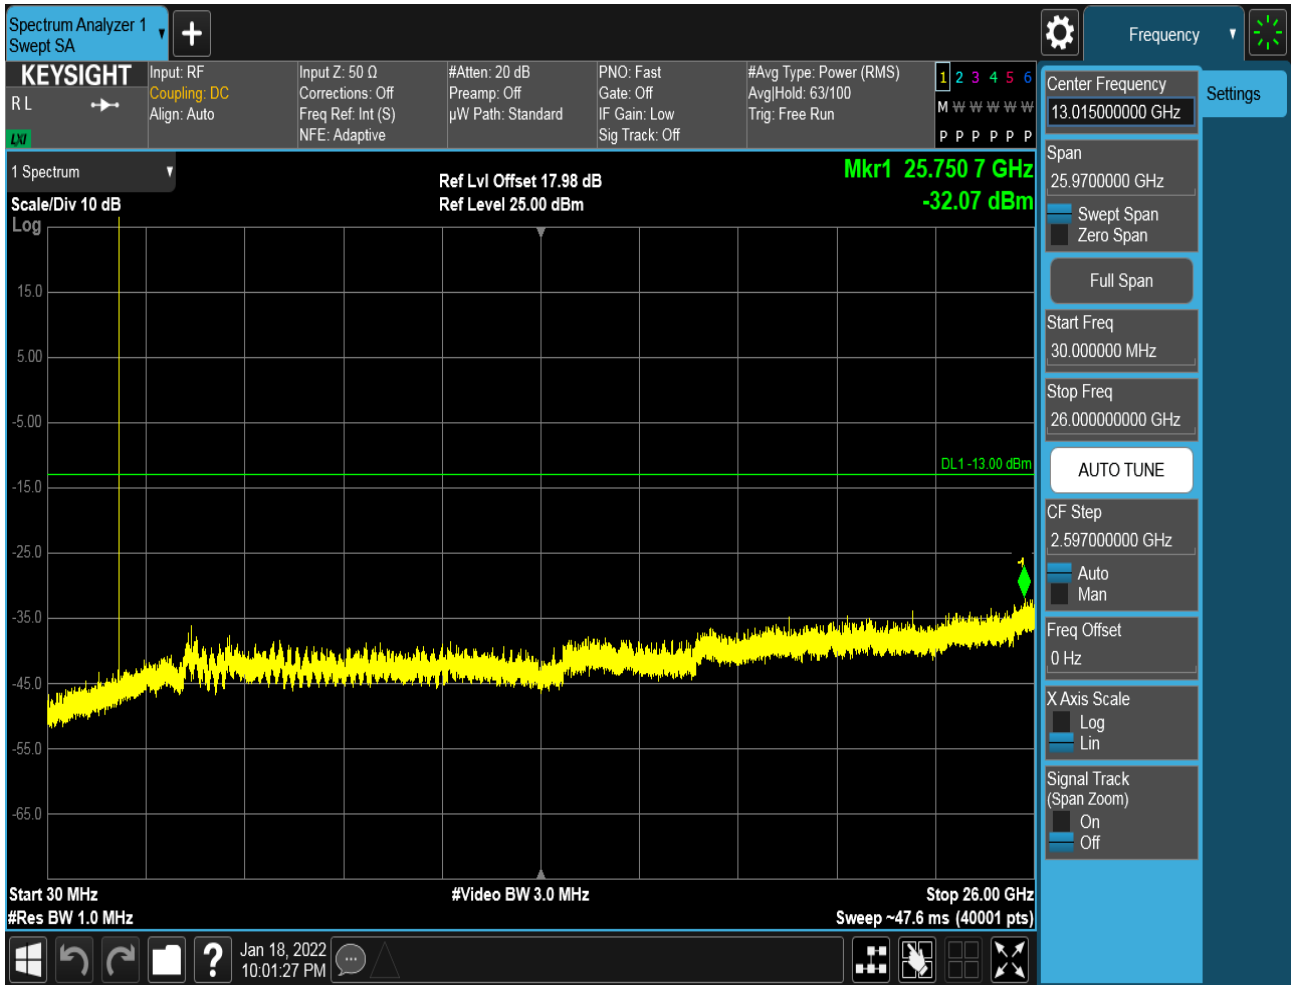 Spectrum Analyzer 1
Swept SA
Frequency
KEYSIGHT
R L
LXI
Input: RF
Coupling: DC
Align: Auto
Input Z: 50 Ω
Corrections: Off
Freq Ref: Int (S)
NFE: Adaptive
#Atten: 20 dB
Preamp: Off
µW Path: Standard
PNO: Fast
Gate: Off
IF Gain: Low
Sig Track: Off
#Avg Type: Power (RMS)
Avg|Hold: 63/100
Trig: Free Run
1 2 3 4 5 6
M W W W W W
P P P P P P
1 Spectrum
Scale/Div 10 dB
Log
Ref Lvl Offset 17.98 dB
Ref Level 25.00 dBm
Mkr1 25.750 7 GHz
-32.07 dBm
15.0
5.00
-5.00
DL1 -13.00 dBm
-15.0
-25.0
1
-35.0
-45.0
-55.0
-65.0
Start 30 MHz
#Video BW 3.0 MHz
Stop 26.00 GHz
#Res BW 1.0 MHz
Sweep ~47.6 ms (40001 pts)
?
Jan 18, 2022
10:01:27 PM
Center Frequency
13.015000000 GHz
Settings
Span
25.9700000 GHz
Swept Span
Zero Span
Full Span
Start Freq
30.000000 MHz
Stop Freq
26.000000000 GHz
AUTO TUNE
CF Step
2.597000000 GHz
Auto
Man
Freq Offset
0 Hz
X Axis Scale
Log
Lin
Signal Track
(Span Zoom)
On
Off